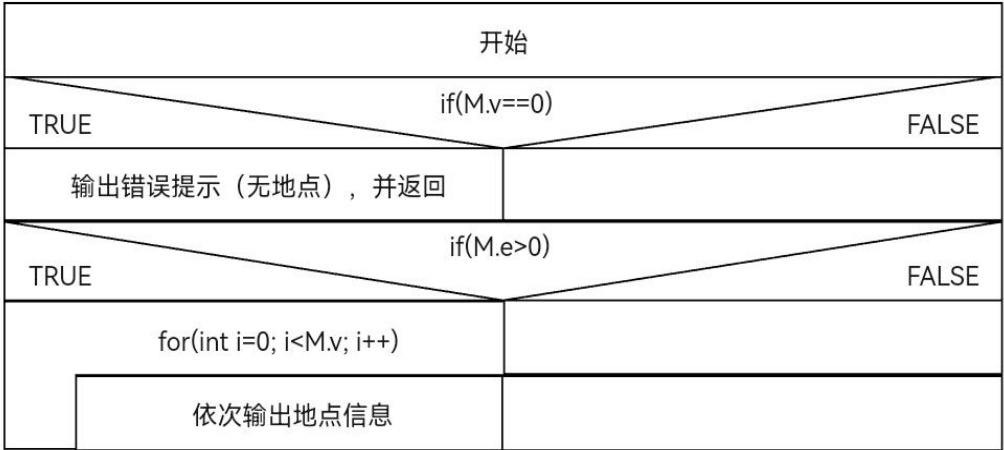 开始
if(M.v==0)
TRUE
FALSE
输出错误提示（无地点），并返回
if(M.e>0)
TRUE
FALSE
for(int i=0; i<M.v; i++)
依次输出地点信息